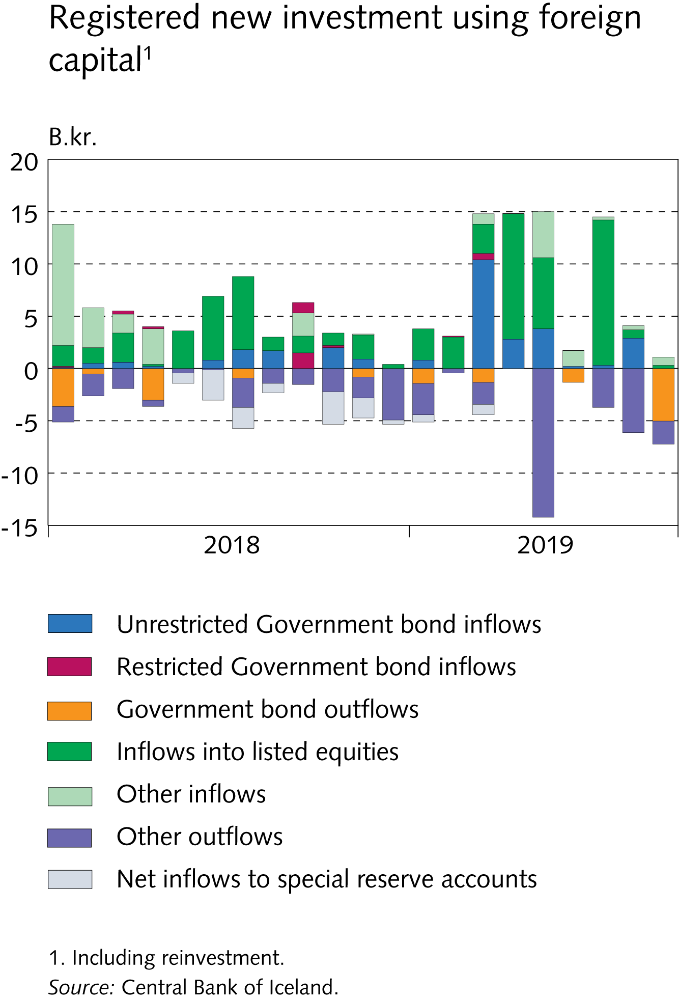 Registered new investment using foreign
capital¹
B.kr.
20
15
10
5
0
-5
-10
-15
2018 2019
Unrestricted Government bond inflows
Restricted Government bond inflows
Government bond outflows
Inflows into listed equities
Other inflows
Other outflows
Net inflows to special reserve accounts
1. Including reinvestment.
Source: Central Bank of Iceland.